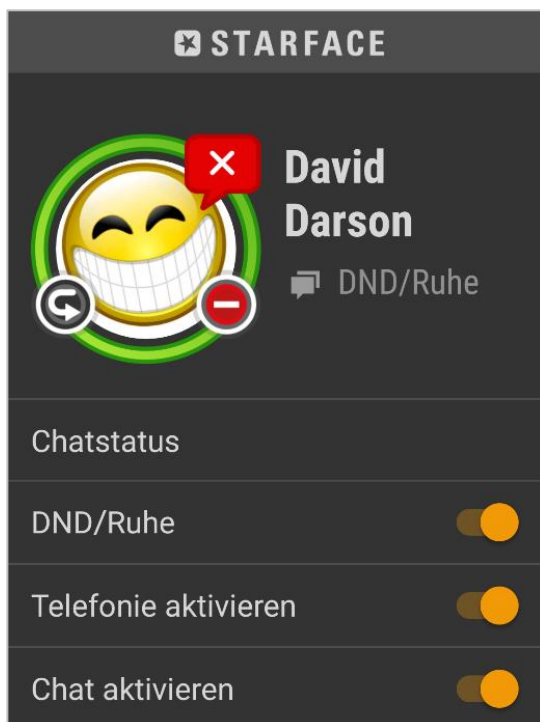 STARFACE
David
Darson
DND/Ruhe
Chatstatus
DND/Ruhe
Telefonie aktivieren
Chat aktivieren